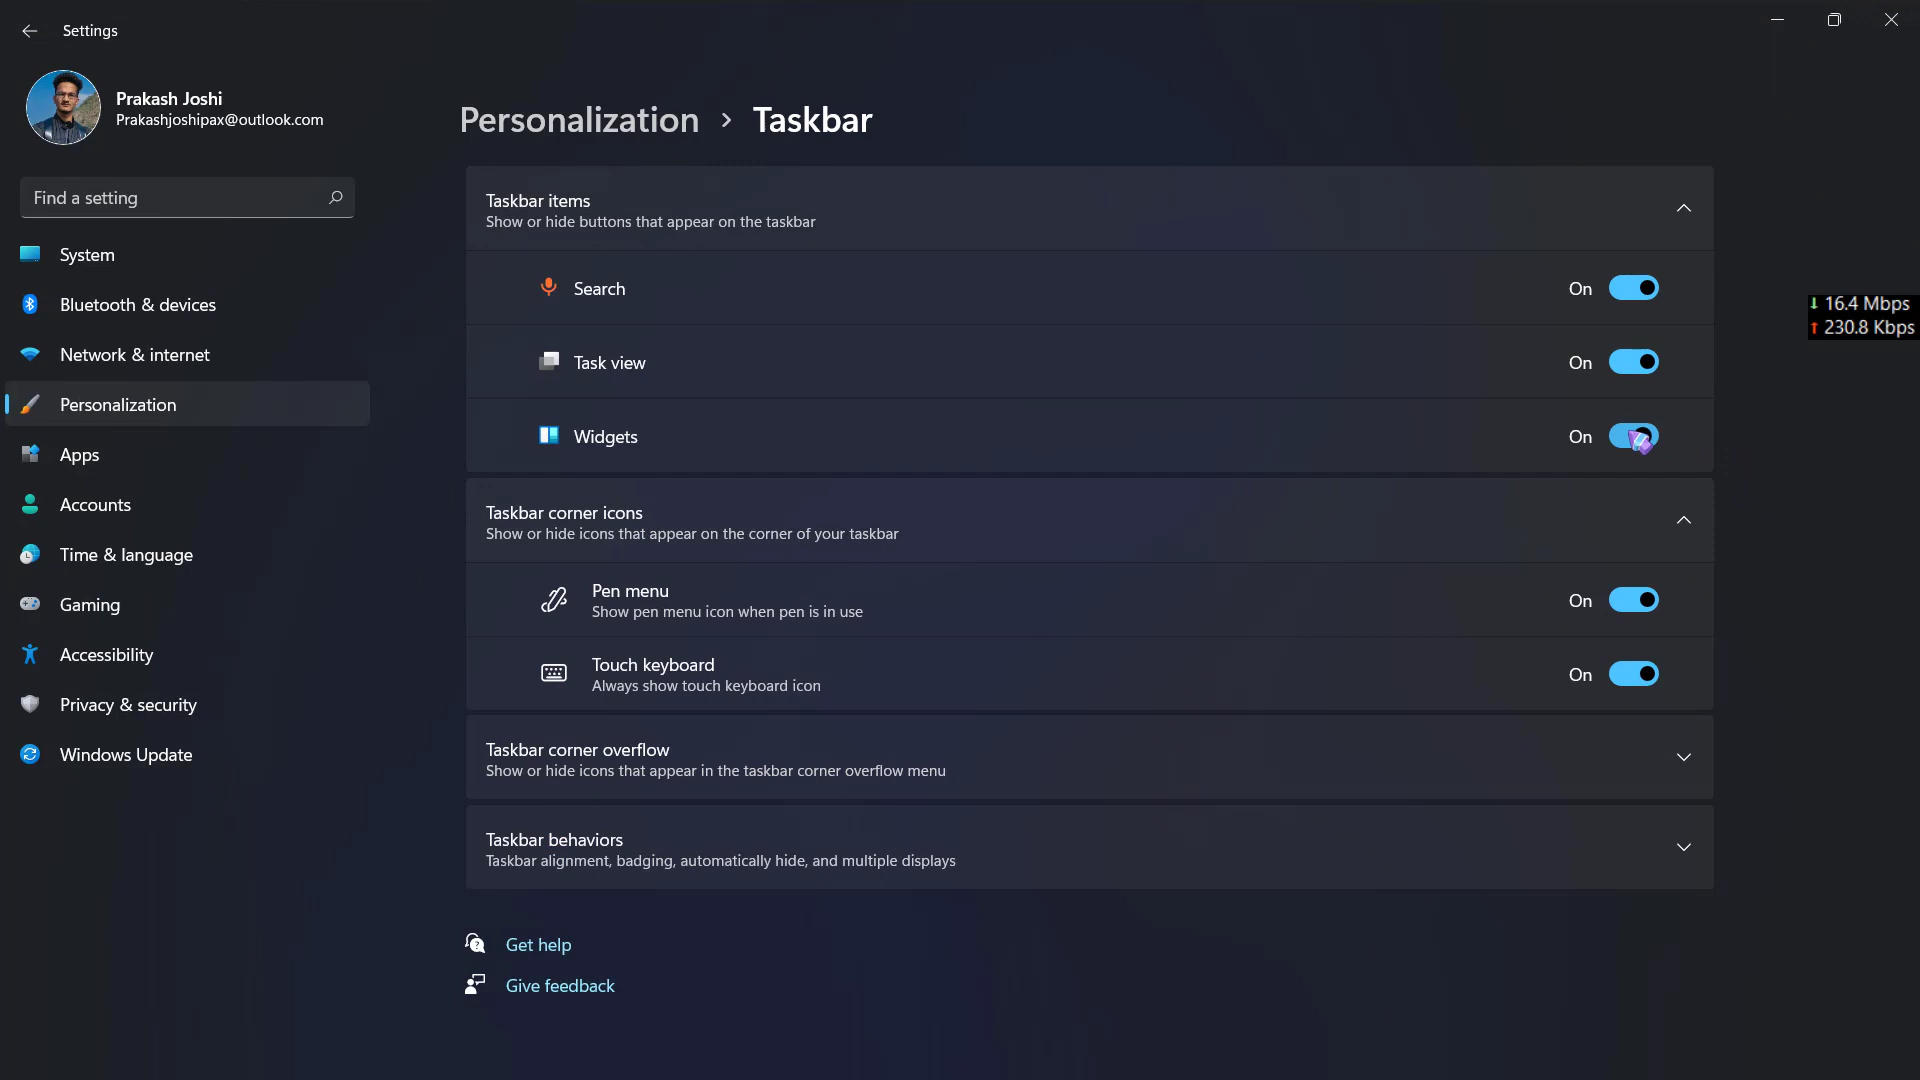 Settings
Prakash Joshi
Prakashjoshipax@outlook.com
Find a setting
System
Bluetooth & devices
Network & internet
Personalization
Apps
Accounts
Time & language
Gaming
Accessibility
Privacy & security
Windows Update
Personalization > Taskbar
Taskbar items
Show or hide buttons that appear on the taskbar
Search On
Task view On
Widgets On
Taskbar corner icons
Show or hide icons that appear on the corner of your taskbar
Pen menu
Show pen menu icon when pen is in use
On
Touch keyboard
Always show touch keyboard icon
On
Taskbar corner overflow
Show or hide icons that appear in the taskbar corner overflow menu
Taskbar behaviors
Taskbar alignment, badging, automatically hide, and multiple displays
Get help
Give feedback
↓ 16.4 Mbps
↑ 230.8 Kbps